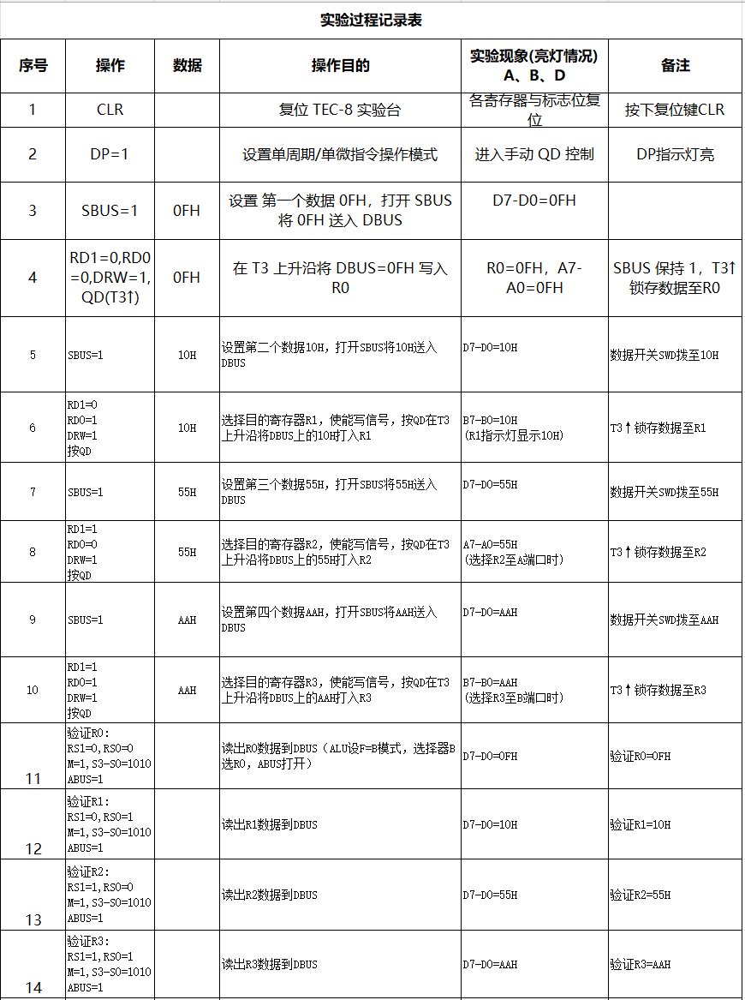 实验过程记录表
序号 操作 数据 操作目的 实验现象(亮灯情况) A、B、D 备注
1 CLR 复位 TEC-8 实验台 各寄存器与标志位复位 按下复位键CLR
2 DP=1 设置单周期/单微指令操作模式 进入手动 QD 控制 DP指示灯亮
3 SBUS=1 0FH 设置 第一个数据 0FH，打开 SBUS 将 0FH 送入 DBUS D7-D0=0FH
4 RD1=0,RD0=0,DRW=1,QD(T3↑) 0FH 在 T3 上升沿将 DBUS=0FH 写入 R0 R0=0FH，A7-A0=0FH SBUS 保持 1，T3↑锁存数据至R0
5 SBUS=1 10H 设置第二个数据10H，打开SBUS将10H送入DBUS D7-D0=10H 数据开关SWD拨至10H
6 RD1=0 RD0=1 DRW=1 按QD 10H 选择目的寄存器R1，使能写信号，按QD在T3上升沿将DBUS上的10H打入R1 B7-B0=10H (R1指示灯显示10H) T3↑锁存数据至R1
7 SBUS=1 55H 设置第三个数据55H，打开SBUS将55H送入DBUS D7-D0=55H 数据开关SWD拨至55H
8 RD1=1 RD0=0 DRW=1 按QD 55H 选择目的寄存器R2，使能写信号，按QD在T3上升沿将DBUS上的55H打入R2 A7-A0=55H (选择R2至A端口时) T3↑锁存数据至R2
9 SBUS=1 AAH 设置第四个数据AAH，打开SBUS将AAH送入DBUS D7-D0=AAH 数据开关SWD拨至AAH
10 RD1=1 RD0=1 DRW=1 按QD AAH 选择目的寄存器R3，使能写信号，按QD在T3上升沿将DBUS上的AAH打入R3 B7-B0=AAH (选择R3至B端口时) T3↑锁存数据至R3
11 验证R0: RS1=0,RS0=0 M=1,S3-S0=1010 ABUS=1 读出R0数据到DBUS（ALU设F=B模式，选择器B选R0，ABUS打开） D7-D0=0FH 验证R0=0FH
12 验证R1: RS1=0,RS0=1 M=1,S3-S0=1010 ABUS=1 读出R1数据到DBUS D7-D0=10H 验证R1=10H
13 验证R2: RS1=1,RS0=0 M=1,S3-S0=1010 ABUS=1 读出R2数据到DBUS D7-D0=55H 验证R2=55H
14 验证R3: RS1=1,RS0=1 M=1,S3-S0=1010 ABUS=1 读出R3数据到DBUS D7-D0=AAH 验证R3=AAH